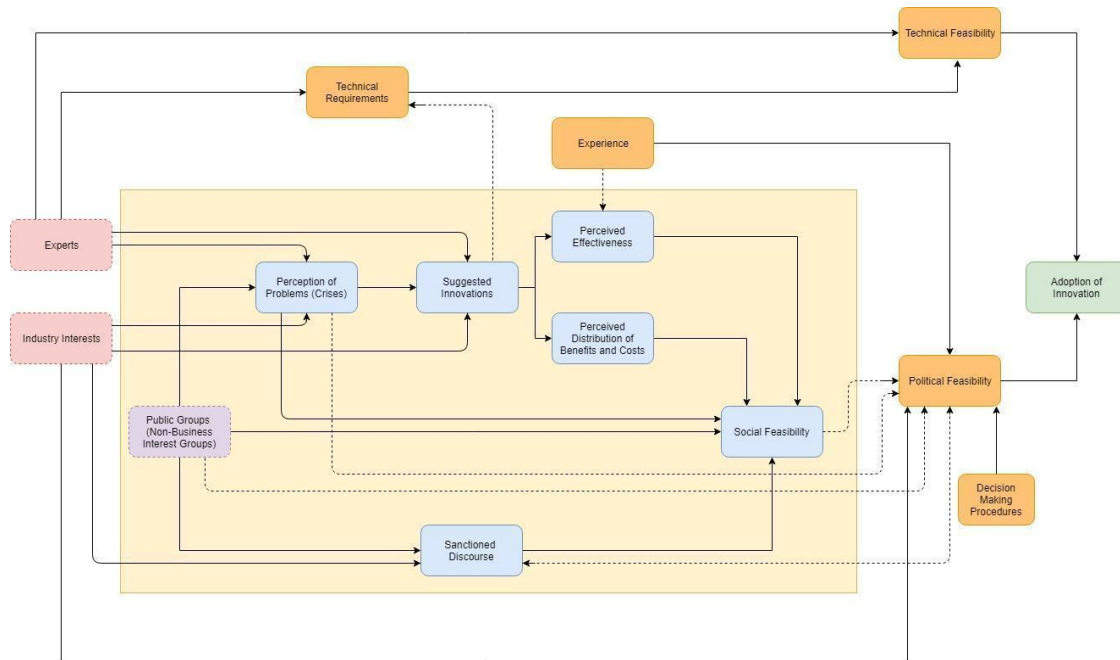 Technical Feasibility
Technical
Requirements
Experience
Experts
Perceived
Effectiveness
Perception of
Problems (Crises)
Suggested
Innovations
Adoption of
Innovation
Industry Interests
Perceived
Distribution of
Benefits and Costs
Political Feasibility
Public Groups
(Non-Business
Interest Groups)
Social Feasibility
Decision
Making
Procedures
Sanctioned
Discourse